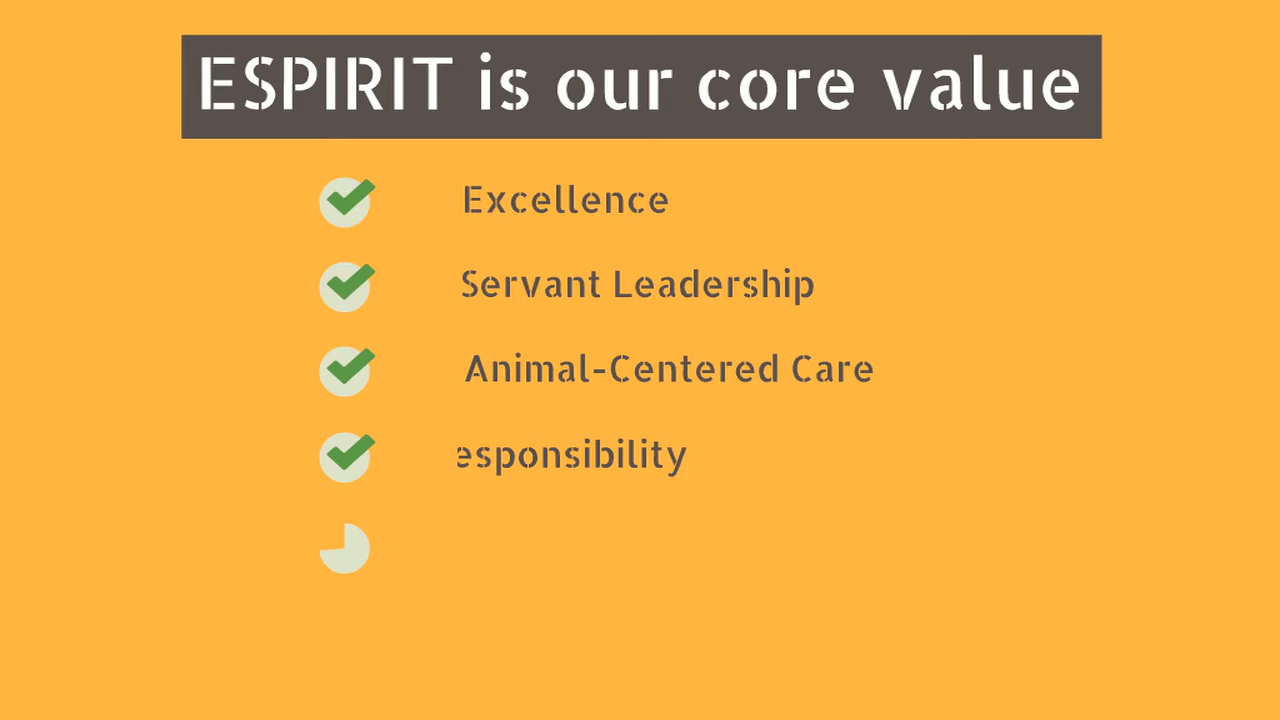 ESPIRIT is our core value
Excellence
Servant Leadership
Animal-Centered Care
esponsibility